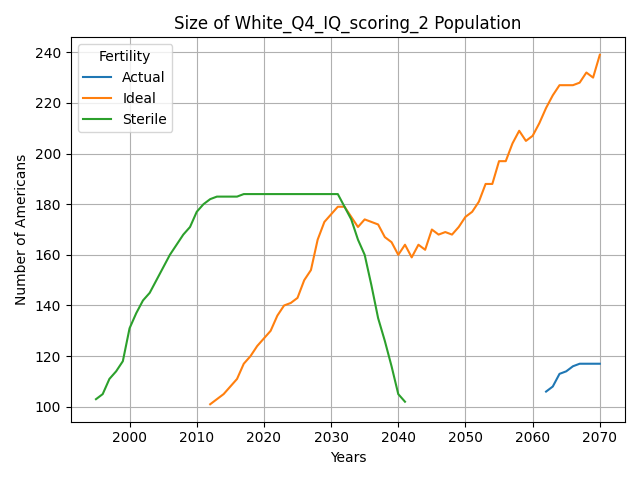 Size of White_Q4_IQ_scoring_2 Population
Number of Americans
240
220
200
180
160
140
120
100
Fertility
Actual
Ideal
Sterile
2000 2010 2020 2030 2040 2050 2060 2070
Years